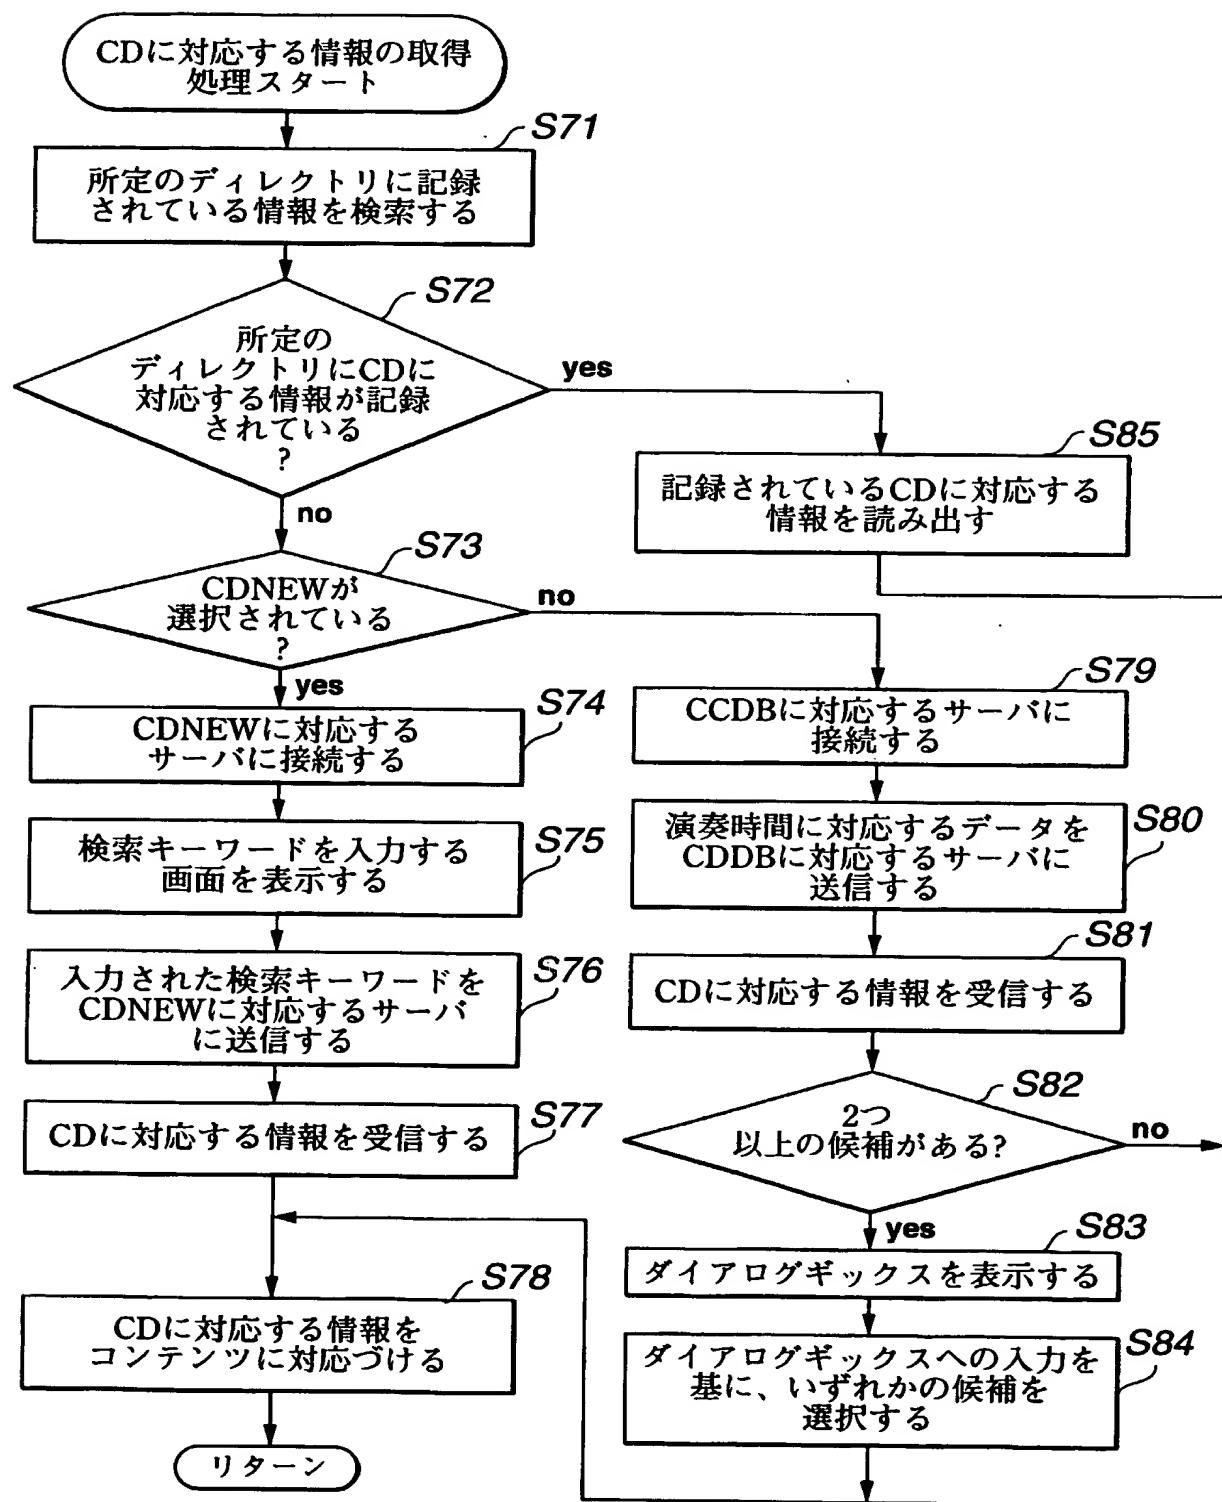 CDに対応する情報の取得
処理スタート
S71
所定のディレクトリに記録
されている情報を検索する
S72
所定の
ディレクトリにCDに
対応する情報が記録
されている
?
yes
no
S85
記録されているCDに対応する
情報を読み出す
S73
CDNEWが
選択されている
?
no
yes
S74
CDNEWに対応する
サーバに接続する
S75
検索キーワードを入力する
画面を表示する
S76
入力された検索キーワードを
CDNEWに対応するサーバ
に送信する
S77
CDに対応する情報を受信する
S78
CDに対応する情報を
コンテンツに対応づける
リターン
S79
CCDBに対応するサーバに
接続する
S80
演奏時間に対応するデータを
CDDBに対応するサーバに
送信する
S81
CDに対応する情報を受信する
S82
2つ
以上の候補がある?
no
yes
S83
ダイアログギックスを表示する
S84
ダイアログギックスへの入力を
基に、いずれかの候補を
選択する